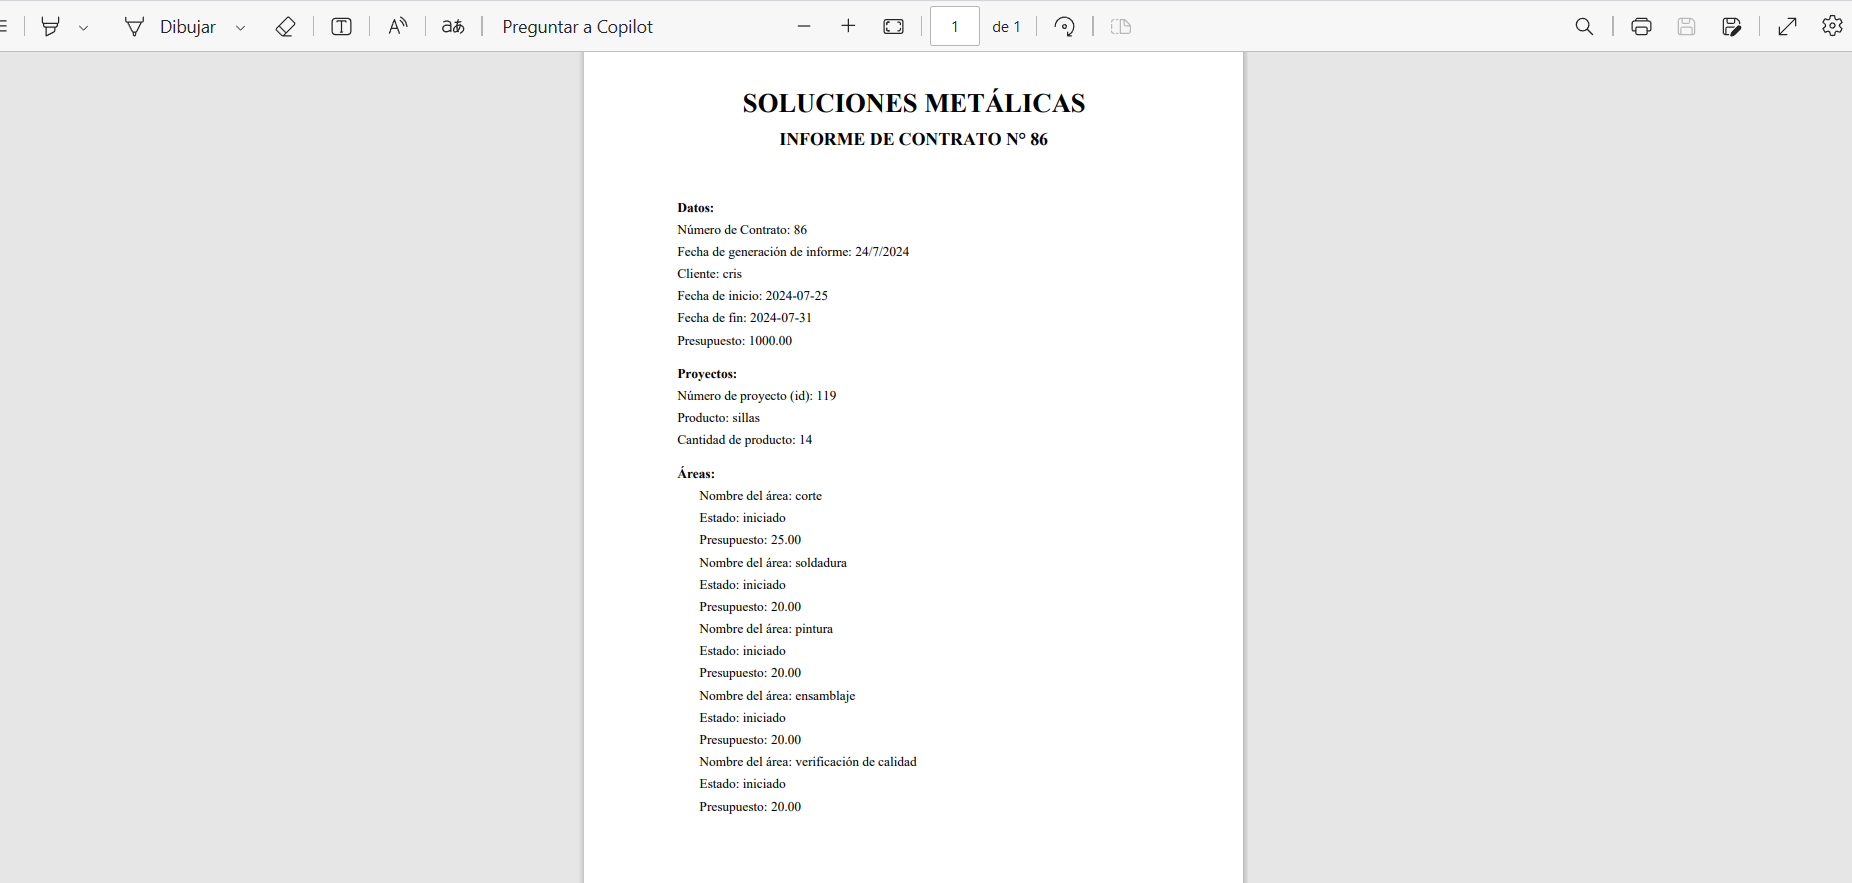 Dibujar
T
A
aあ
Preguntar a Copilot
1
de 1
SOLUCIONES METÁLICAS
INFORME DE CONTRATO N° 86
Datos:
Número de Contrato: 86
Fecha de generación de informe: 24/7/2024
Cliente: cris
Fecha de inicio: 2024-07-25
Fecha de fin: 2024-07-31
Presupuesto: 1000.00
Proyectos:
Número de proyecto (id): 119
Producto: sillas
Cantidad de producto: 14
Áreas:
Nombre del área: corte
Estado: iniciado
Presupuesto: 25.00
Nombre del área: soldadura
Estado: iniciado
Presupuesto: 20.00
Nombre del área: pintura
Estado: iniciado
Presupuesto: 20.00
Nombre del área: ensamblaje
Estado: iniciado
Presupuesto: 20.00
Nombre del área: verificación de calidad
Estado: iniciado
Presupuesto: 20.00